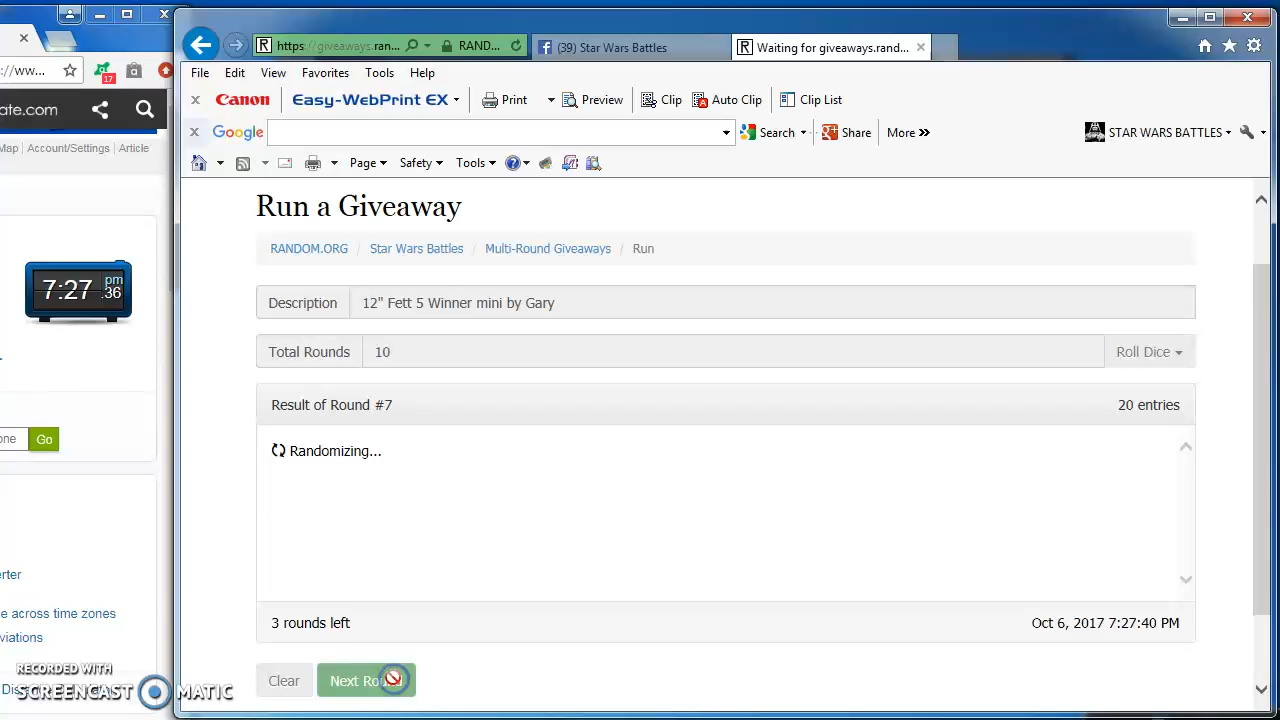 https://giveaways.ran...
RAND...
(39) Star Wars Battles
Waiting for giveaways.rand...
://ww...
17
File Edit View Favorites Tools Help
ate.com
Canon Easy-WebPrint EX Print Preview Clip Auto Clip Clip List
Google Search Share More »
STAR WARS BATTLES
Map Account/Settings Article
Page Safety Tools
Run a Giveaway
RANDOM.ORG / Star Wars Battles / Multi-Round Giveaways / Run
7:27 pm .36
Description 12" Fett 5 Winner mini by Gary
Total Rounds 10 Roll Dice
Result of Round #7 20 entries
one Go
Randomizing...
erter
e across time zones
viations
3 rounds left Oct 6, 2017 7:27:40 PM
Clear Next Ro
RECORDED WITH
SCREENCAST MATIC